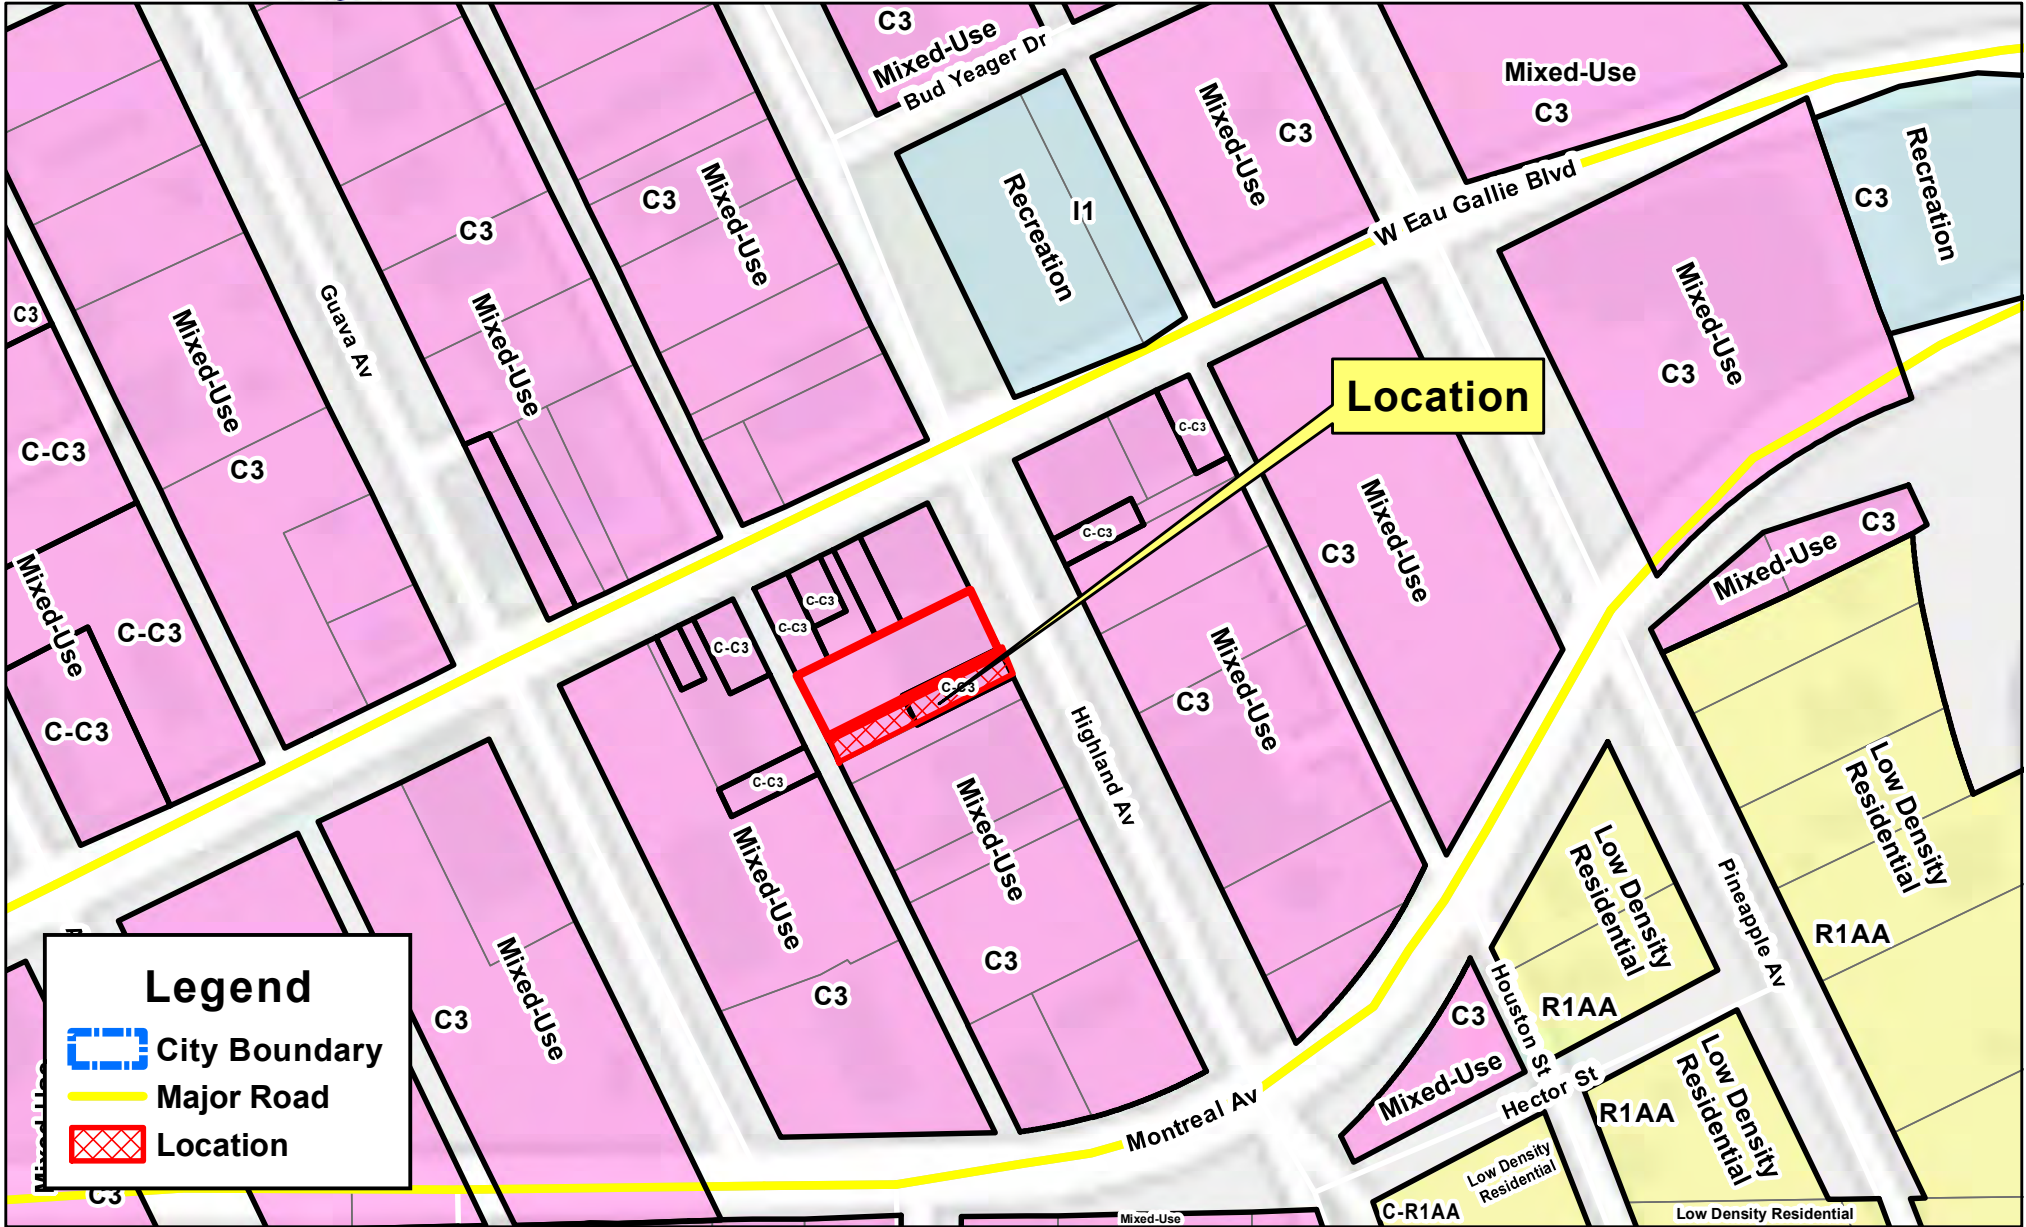 C3
Mixed-Use
Bud Yeager Dr
Mixed-Use
C3
Mixed-Use
C3
Recreation
C3
C3
Mixed-Use
Recreation
I1
W Eau Gallie Blvd
C3
Mixed-Use
C3
Guava Av
Mixed-Use
C3
Mixed-Use
C3
Mixed-Use
C3
Location
C-C3
C-C3
C-C3
C3
Mixed-Use
C3
Mixed-Use
Mixed-Use
C-C3
C-C3
C-C3
C-C3
C-C3
C-C3
C-C3
C3
Mixed-Use
Highland Av
Mixed-Use
C3
Mixed-Use
C3
Mixed-Use
C3
Low Density
Residential
R1AA
Low Density
Residential
R1AA
Pineapple Av
Houston St
C3
Mixed-Use
Hector St
Montreal Av
R1AA
Low Density
Residential
Low Density
Residential
C-R1AA
Low Density Residential
Mixed-Use
Mixed-Use
C3
Legend
City Boundary
Major Road
Location